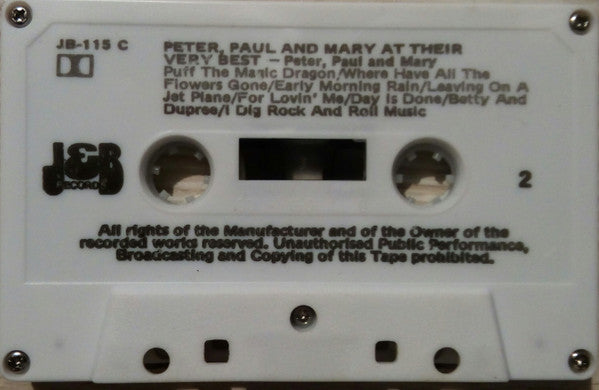 JB-115 C
PETER, PAUL AND MARY AT THEIR
VERY BEST – Peter, Paul and Mary
Puff The Magic Dragon/Where Have All The
Flowers Gone/Early Morning Rain/Leaving On A
Jet Plane/For Lovin' Me/Day Is Done/Betty And
Dupree/I Dig Rock And Roll Music
J&B
RECORDS
2
All rights of the Manufacturer and of the Owner of the
recorded works reserved. Unauthorised Public Performance,
Broadcasting and Copying of this Tape prohibited.